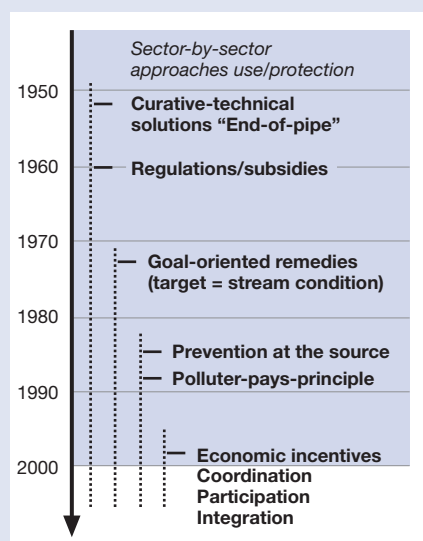 Sector-by-sector
approaches use/protection
1950
Curative-technical
solutions “End-of-pipe”
1960
Regulations/subsidies
1970
Goal-oriented remedies
(target = stream condition)
1980
Prevention at the source
Polluter-pays-principle
1990
Economic incentives
2000
Coordination
Participation
Integration